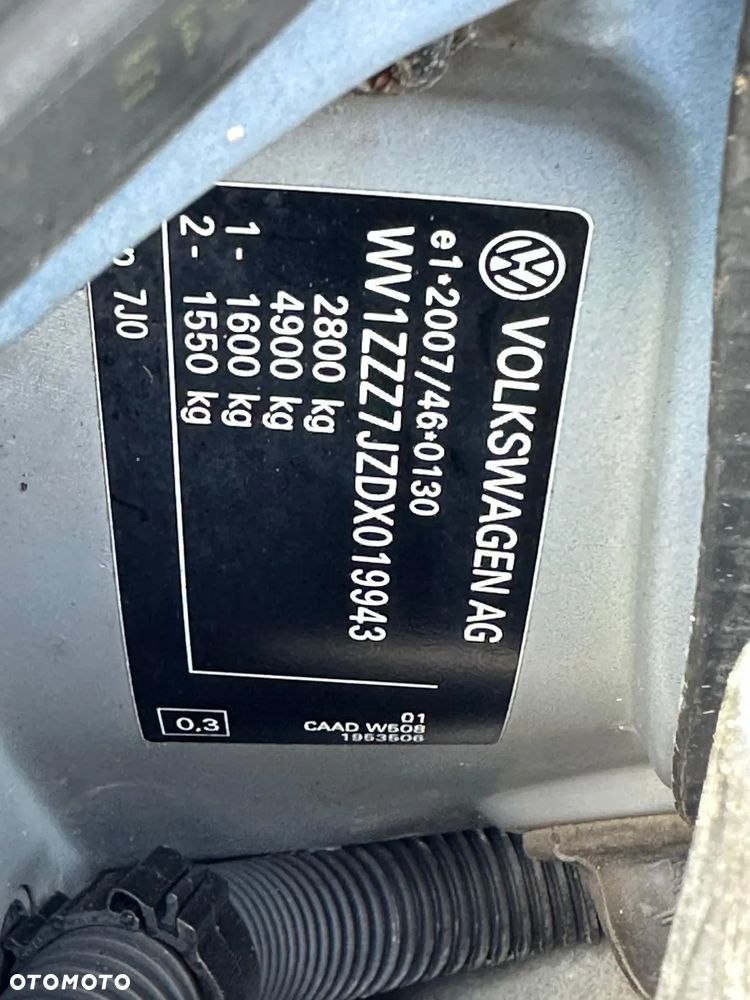 VOLKSWAGEN AG
e1*2007/46*0130
WV1ZZZ7JZDX019943
2800 kg
4900 kg
1- 1600 kg
2- 1550 kg
7J0
0.3
01
CAAD W508
1953506
OTOMOTO